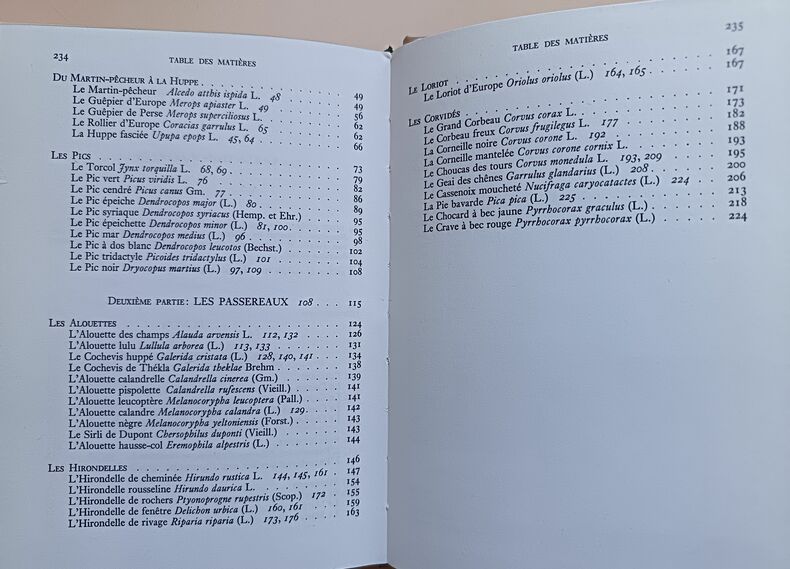 234 TABLE DES MATIÈRES
DU MARTIN-PÊCHEUR À LA HUPPE . . . . . . . . . . . . 49
Le Martin-pêcheur Alcedo atthis ispida L. 48 . . . . . . 49
Le Guêpier d'Europe Merops apiaster L. 49 . . . . . . 56
Le Guêpier de Perse Merops superciliosus L. . . . . . . 62
Le Rollier d'Europe Coracias garrulus L. 65 . . . . . . 62
La Huppe fasciée Upupa epops L. 45, 64 . . . . . . 66
LES PICS . . . . . . . . . . . . 73
Le Torcol Jynx torquilla L. 68, 69 . . . . . . 79
Le Pic vert Picus viridis L. 76 . . . . . . 82
Le Pic cendré Picus canus Gm. 77 . . . . . . 86
Le Pic épeiche Dendrocopos major (L.) 80 . . . . . . 89
Le Pic syriaque Dendrocopos syriacus (Hemp. et Ehr.) . . . . 95
Le Pic épeichette Dendrocopos minor (L.) 81, 100 . . . . . 95
Le Pic mar Dendrocopos medius (L.) 96 . . . . . . 98
Le Pic à dos blanc Dendrocopos leucotos (Bechst.) . . . . . 102
Le Pic tridactyle Picoides tridactylus (L.) 101 . . . . . 104
Le Pic noir Dryocopus martius (L.) 97, 109 . . . . . 108
DEUXIÈME PARTIE: LES PASSEREAUX 108 . . . 115
LES ALOUETTES . . . . . . . . . . . . 124
L'Alouette des champs Alauda arvensis L. 112, 132 . . . . 126
L'Alouette lulu Lullula arborea (L.) 113, 133 . . . . . 131
Le Cochevis huppé Galerida cristata (L.) 128, 140, 141 . . . . 134
Le Cochevis de Thékla Galerida theklae Brehm . . . . . 138
L'Alouette calandrelle Calandrella cinerea (Gm.) . . . . . 139
L'Alouette pispolette Calandrella rufescens (Vieill.) . . . . . 141
L'Alouette leucoptère Melanocorypha leucoptera (Pall.) . . . . 141
L'Alouette calandre Melanocorypha calandra (L.) 129 . . . . 142
L'Alouette nègre Melanocorypha yeltoniensis (Forst.) . . . . . 143
Le Sirli de Dupont Chersophilus duponti (Vieill.) . . . . . 143
L'Alouette hausse-col Eremophila alpestris (L.) . . . . . 144
LES HIRONDELLES . . . . . . . . . . . . 146
L'Hirondelle de cheminée Hirundo rustica L. 144, 145, 161 . . . 147
L'Hirondelle rousseline Hirundo daurica L. . . . . . . 154
L'Hirondelle de rochers Ptyonoprogne rupestris (Scop.) 172 . . . 155
L'Hirondelle de fenêtre Delichon urbica (L.) 160, 161 . . . . 159
L'Hirondelle de rivage Riparia riparia (L.) 173, 176 . . . . 163
TABLE DES MATIÈRES 235
LE LORIOT . . . . . . . . . . . . 167
Le Loriot d'Europe Oriolus oriolus (L.) 164, 165 . . . . . 167
LES CORVIDÉS . . . . . . . . . . . . 171
Le Grand Corbeau Corvus corax L. . . . . . . 173
Le Corbeau freux Corvus frugilegus L. 177 . . . . . . 182
La Corneille noire Corvus corone L. 192 . . . . . . 188
La Corneille mantelée Corvus corone cornix L. . . . . . . 193
Le Choucas des tours Corvus monedula L. 193, 209 . . . . . 195
Le Geai des chênes Garrulus glandarius (L.) 208 . . . . . 200
Le Cassenoix moucheté Nucifraga caryocatactes (L.) 224 . . . . 206
La Pie bavarde Pica pica (L.) 225 . . . . . . 213
Le Chocard à bec jaune Pyrrhocorax graculus (L.) . . . . . 218
Le Crave à bec rouge Pyrrhocorax pyrrhocorax (L.) . . . . . 224